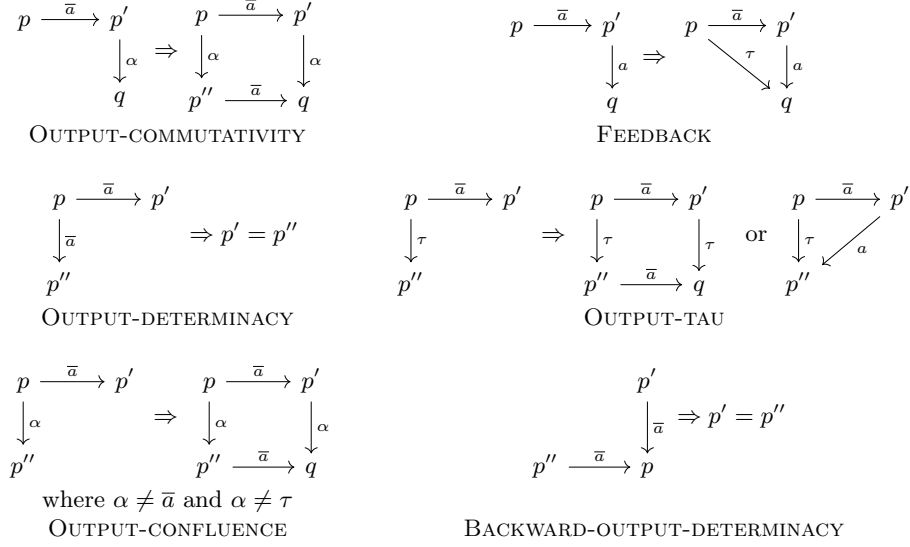 p a̅ p′ ⇒ p a̅ p′
α α α
q p″ a̅ q
OUTPUT-COMMUTATIVITY
p a̅ p′ ⇒ p a̅ p′
a τ a
q q
FEEDBACK
p a̅ p′
a̅ ⇒ p′ = p″
p″
OUTPUT-DETERMINACY
p a̅ p′ p a̅ p′ p a̅ p′
τ ⇒ τ τ or τ a
p″ p″ a̅ q p″
OUTPUT-TAU
p a̅ p′ p a̅ p′
α ⇒ α α
p″ p″ a̅ q
where α ≠ a̅ and α ≠ τ
OUTPUT-CONFLUENCE
p′
a̅ ⇒ p′ = p″
p″ a̅ p
BACKWARD-OUTPUT-DETERMINACY